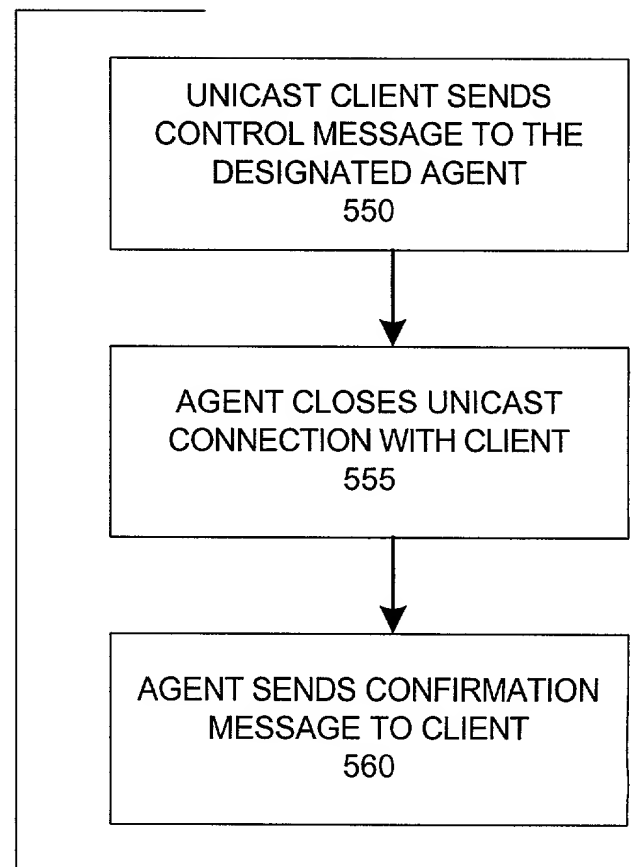 UNICAST CLIENT SENDS
CONTROL MESSAGE TO THE
DESIGNATED AGENT
550
AGENT CLOSES UNICAST
CONNECTION WITH CLIENT
555
AGENT SENDS CONFIRMATION
MESSAGE TO CLIENT
560